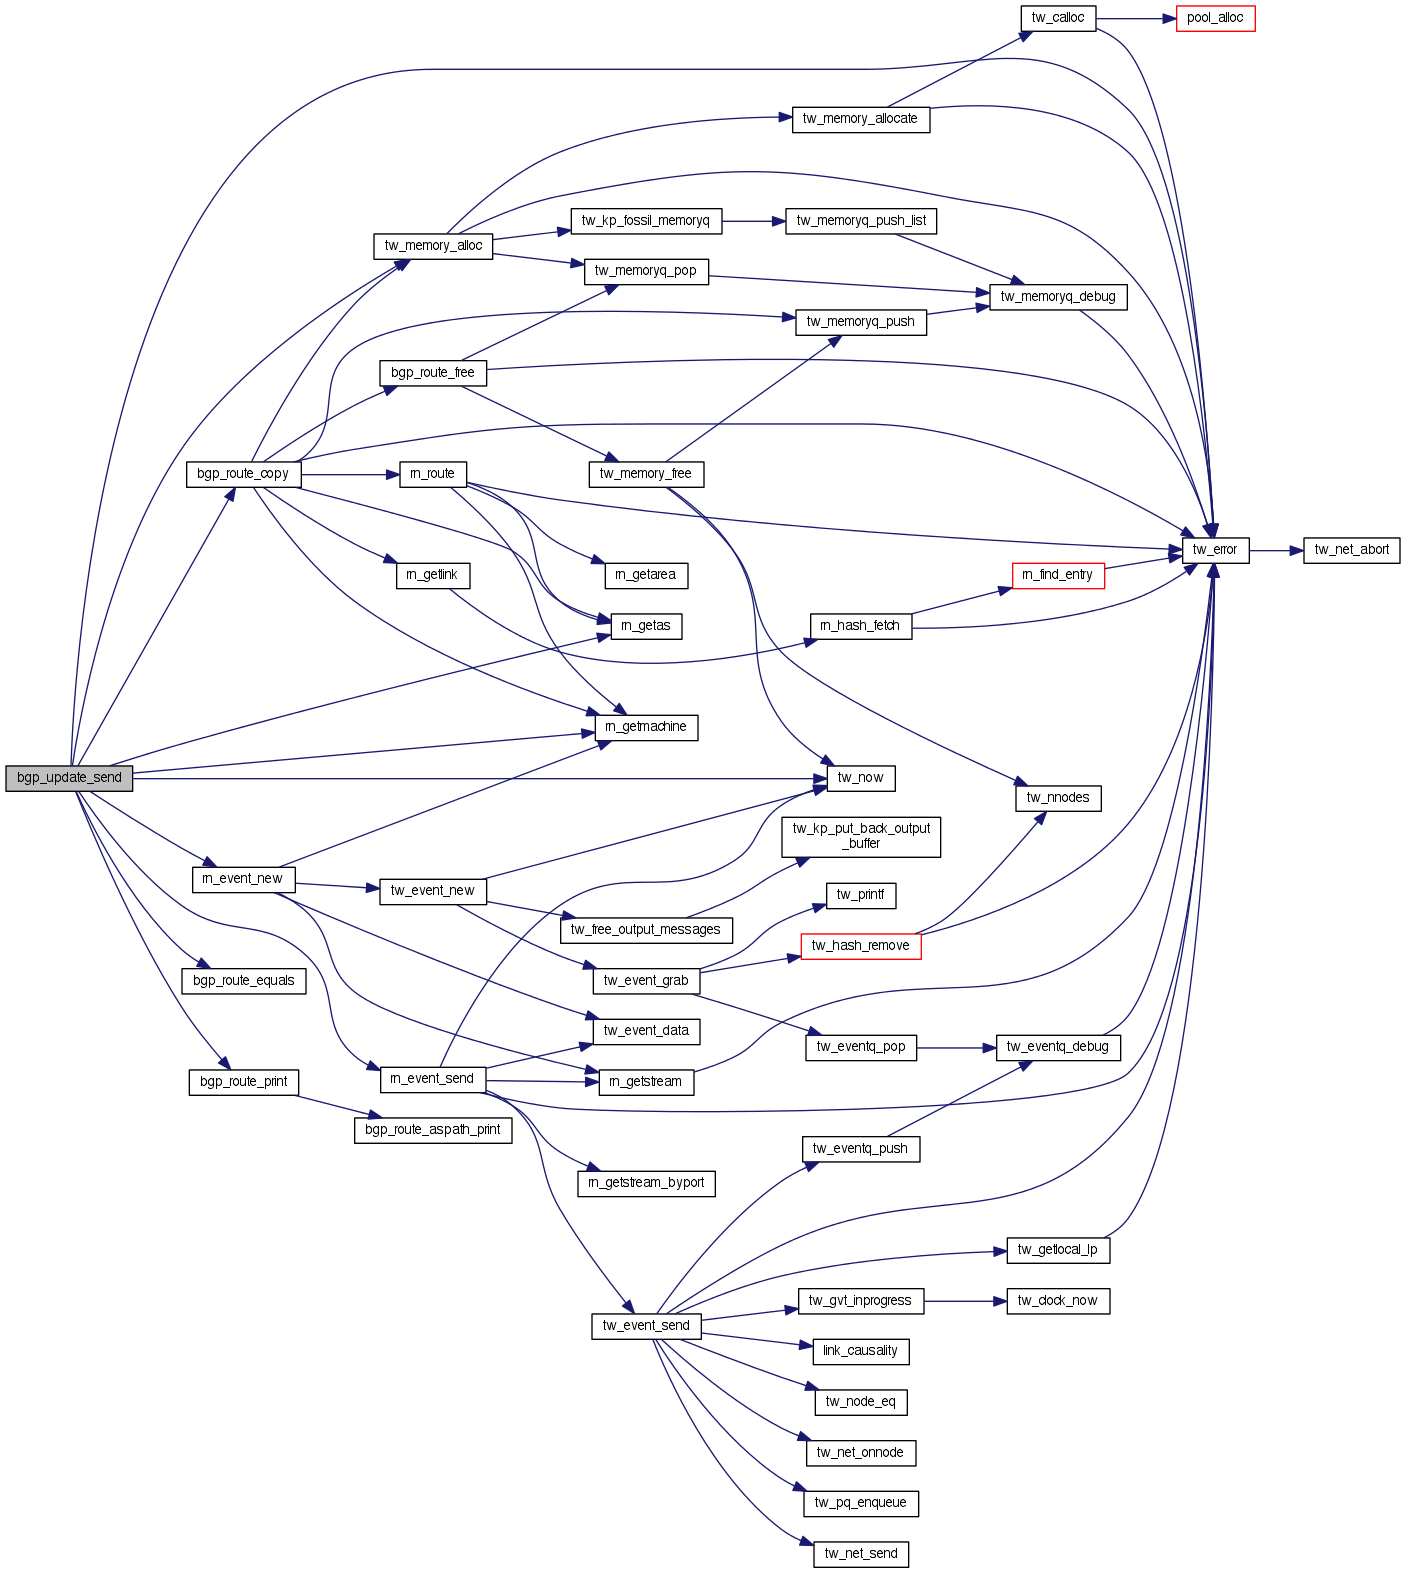 tw_calloc
pool_alloc
tw_memory_allocate
tw_kp_fossil_memoryq
tw_memoryq_push_list
tw_memory_alloc
tw_memoryq_pop
tw_memoryq_debug
tw_memoryq_push
bgp_route_free
bgp_route_copy
rn_route
tw_memory_free
tw_error
tw_net_abort
rn_getlink
rn_getarea
rn_find_entry
rn_getas
rn_hash_fetch
rn_getmachine
bgp_update_send
tw_now
tw_nnodes
tw_kp_put_back_output
_buffer
rn_event_new
tw_event_new
tw_printf
tw_free_output_messages
tw_hash_remove
bgp_route_equals
tw_event_grab
tw_event_data
tw_eventq_pop
tw_eventq_debug
bgp_route_print
rn_event_send
rn_getstream
bgp_route_aspath_print
tw_eventq_push
rn_getstream_byport
tw_getlocal_lp
tw_gvt_inprogress
tw_clock_now
tw_event_send
link_causality
tw_node_eq
tw_net_onnode
tw_pq_enqueue
tw_net_send